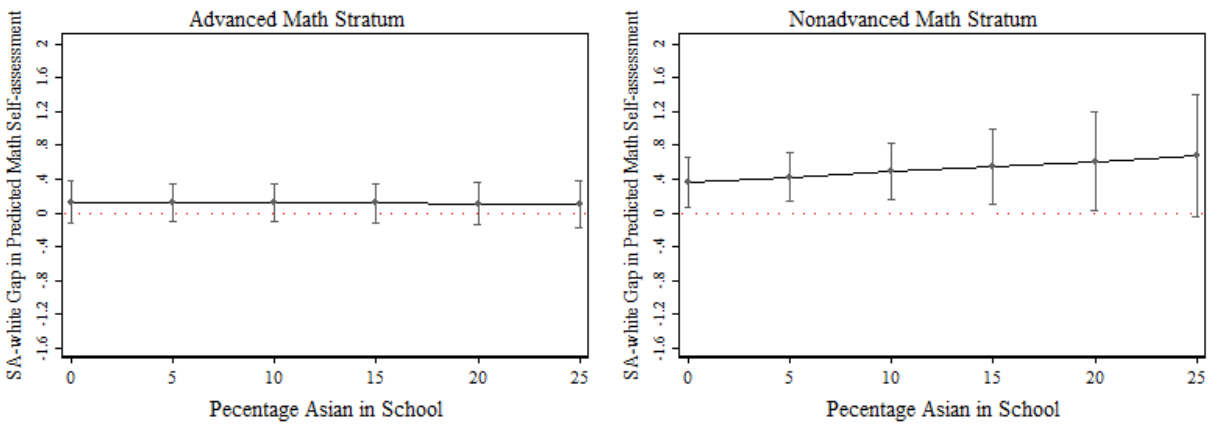 Advanced Math Stratum
SA-white Gap in Predicted Math Self-assessment
2
1.6
1.2
.8
.4
0
-.4
-.8
-1.2
-1.6
0 5 10 15 20 25
Pecentage Asian in School
Nonadvanced Math Stratum
SA-white Gap in Predicted Math Self-assessment
2
1.6
1.2
.8
.4
0
-.4
-.8
-1.2
-1.6
0 5 10 15 20 25
Pecentage Asian in School